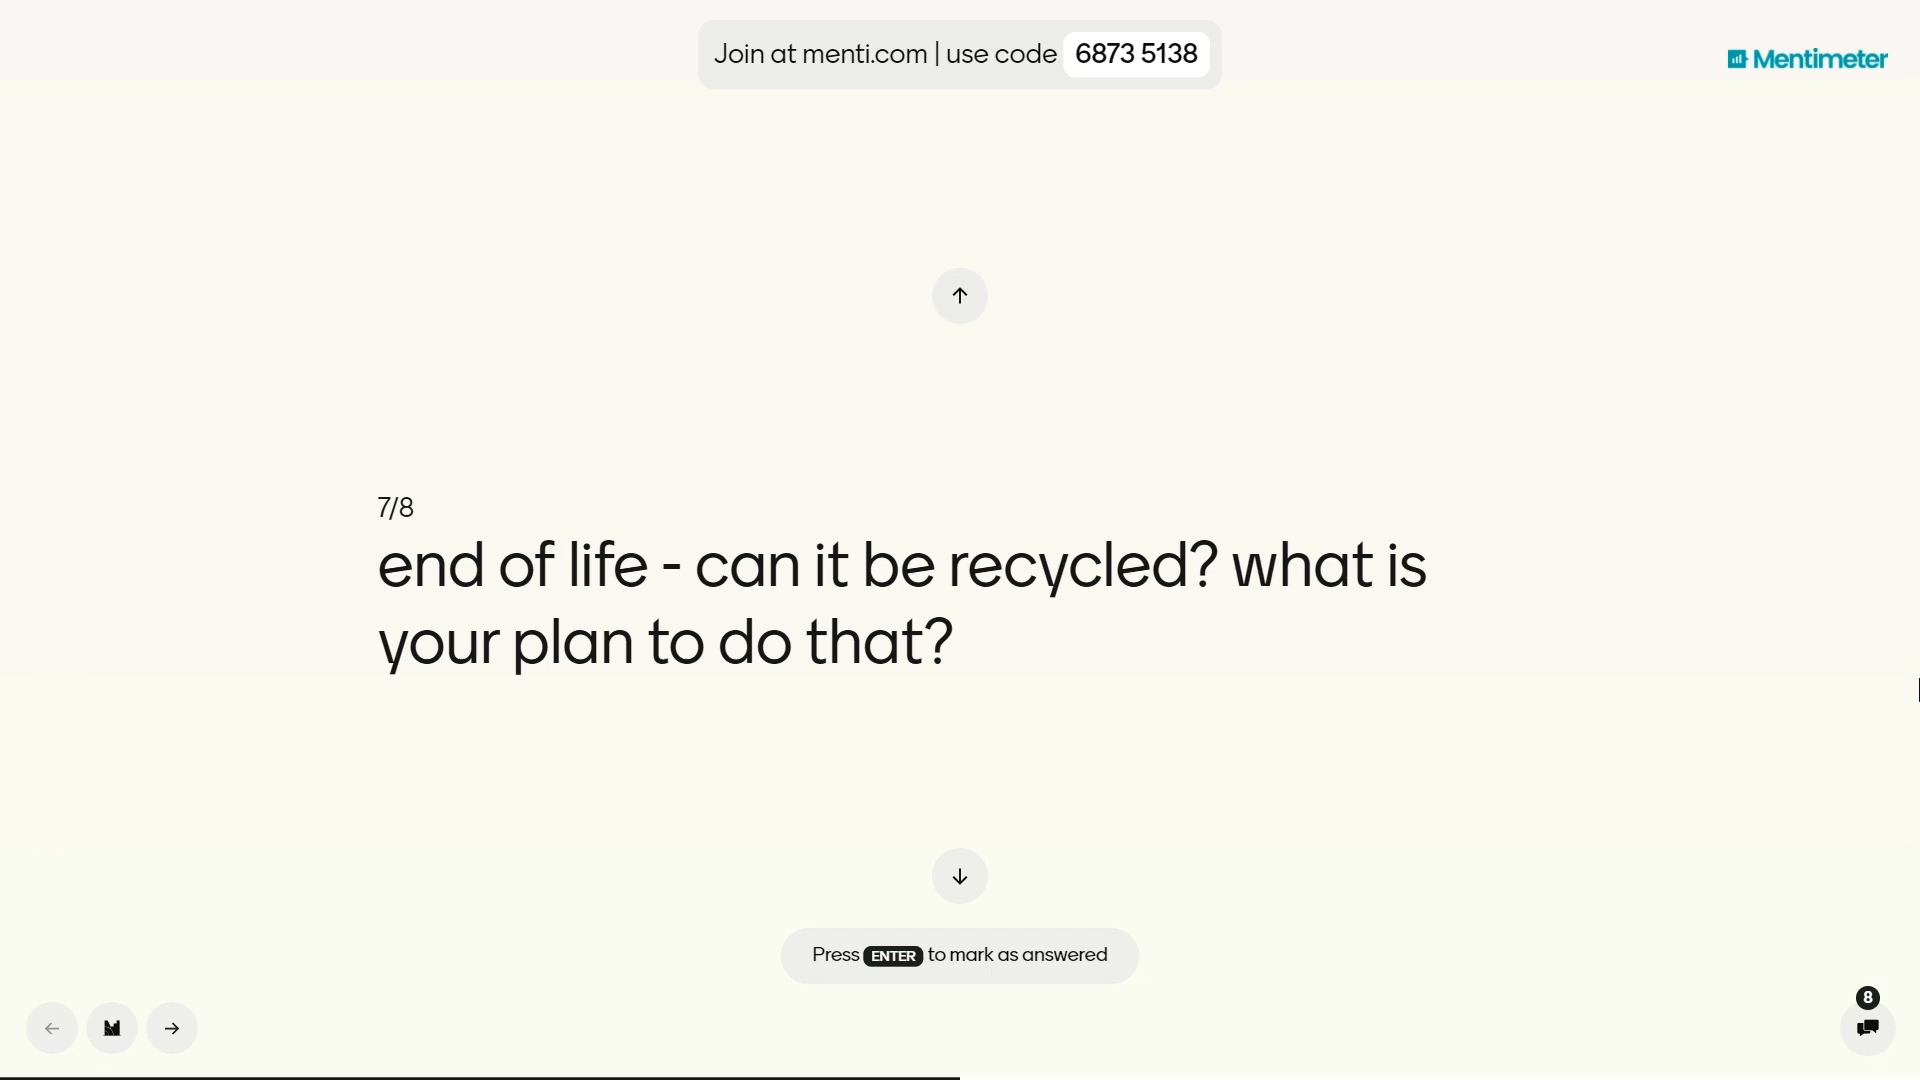 Join at menti.com | use code 6873 5138
Mentimeter
7/8
end of life - can it be recycled? what is
your plan to do that?
Press ENTER to mark as answered
8